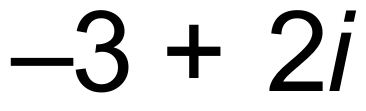 –3 + 2i